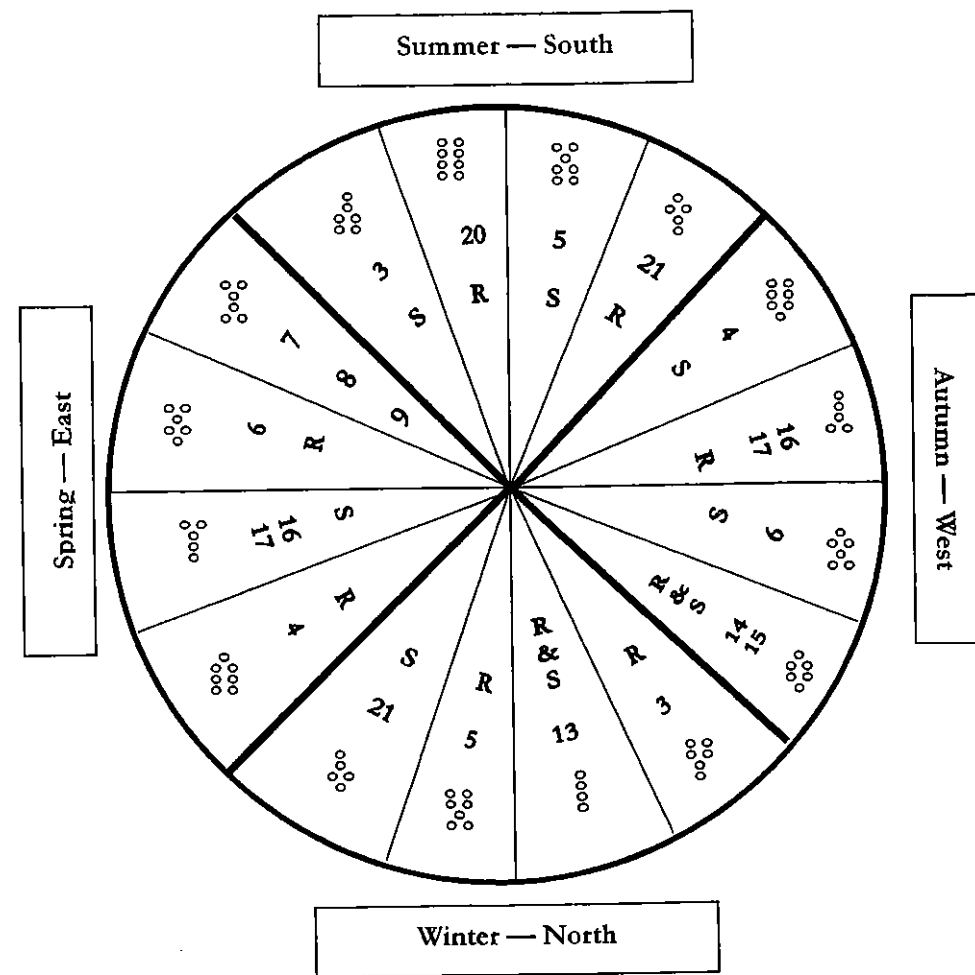 Summer — South
3
S
20
R
5
S
21
R
Autumn — West
4
S
16
17
R
6
S
14
15
R & S
Winter — North
3
R
13
R
&
S
5
R
21
S
Spring — East
4
R
16
17
S
6
R
7
8
9